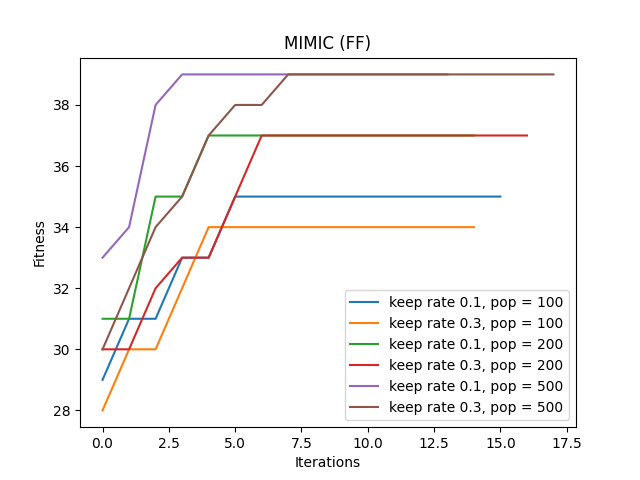 MIMIC (FF)
Fitness
38
36
34
32
30
28
keep rate 0.1, pop = 100
keep rate 0.3, pop = 100
keep rate 0.1, pop = 200
keep rate 0.3, pop = 200
keep rate 0.1, pop = 500
keep rate 0.3, pop = 500
0.0 2.5 5.0 7.5 10.0 12.5 15.0 17.5
Iterations